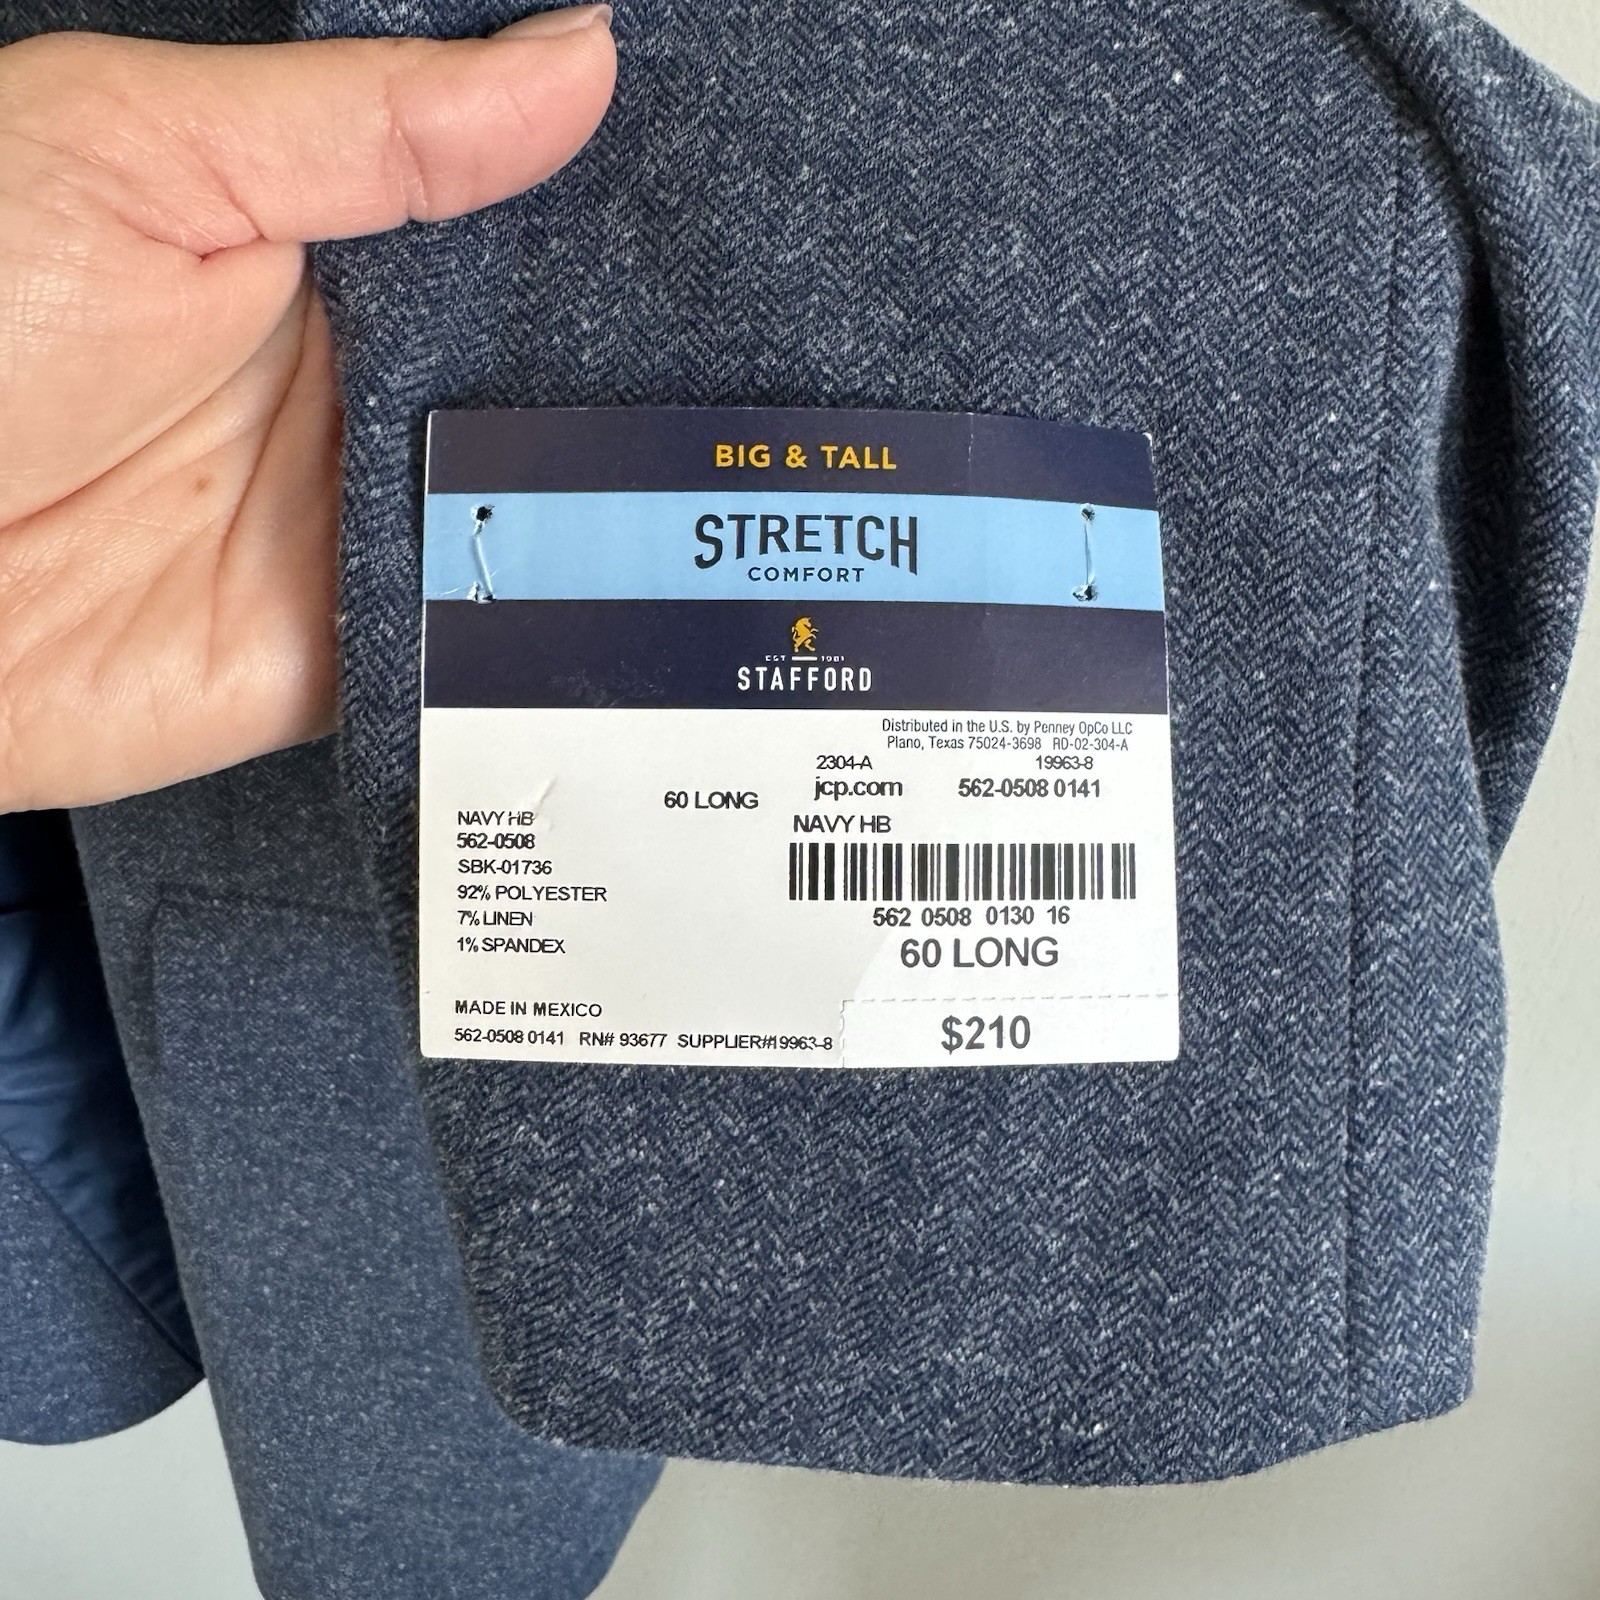 BIG & TALL
STRETCH
COMFORT
EST 1981
STAFFORD
Distributed in the U.S. by Penney OpCo LLC
Plano, Texas 75024-3698 RD-02-304-A
2304-A 19963-8
jcp.com 562-0508 0141
60 LONG
NAVY HB
562-0508
SBK-01736
92% POLYESTER
7% LINEN
1% SPANDEX
NAVY HB
562 0508 0130 16
60 LONG
MADE IN MEXICO
562-0508 0141 RN# 93677 SUPPLIER#19963-8
$210